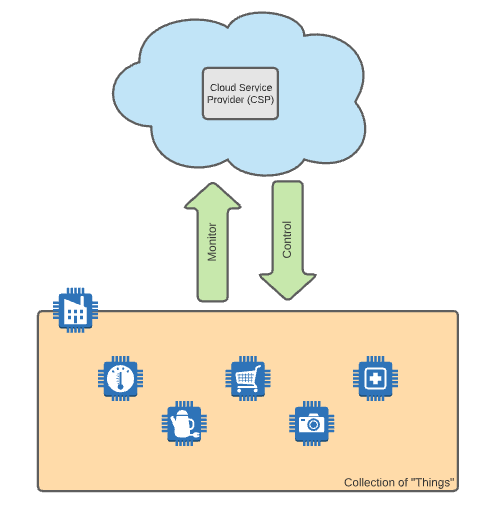 Cloud Service
Provider (CSP)
Monitor
Control
Collection of "Things"